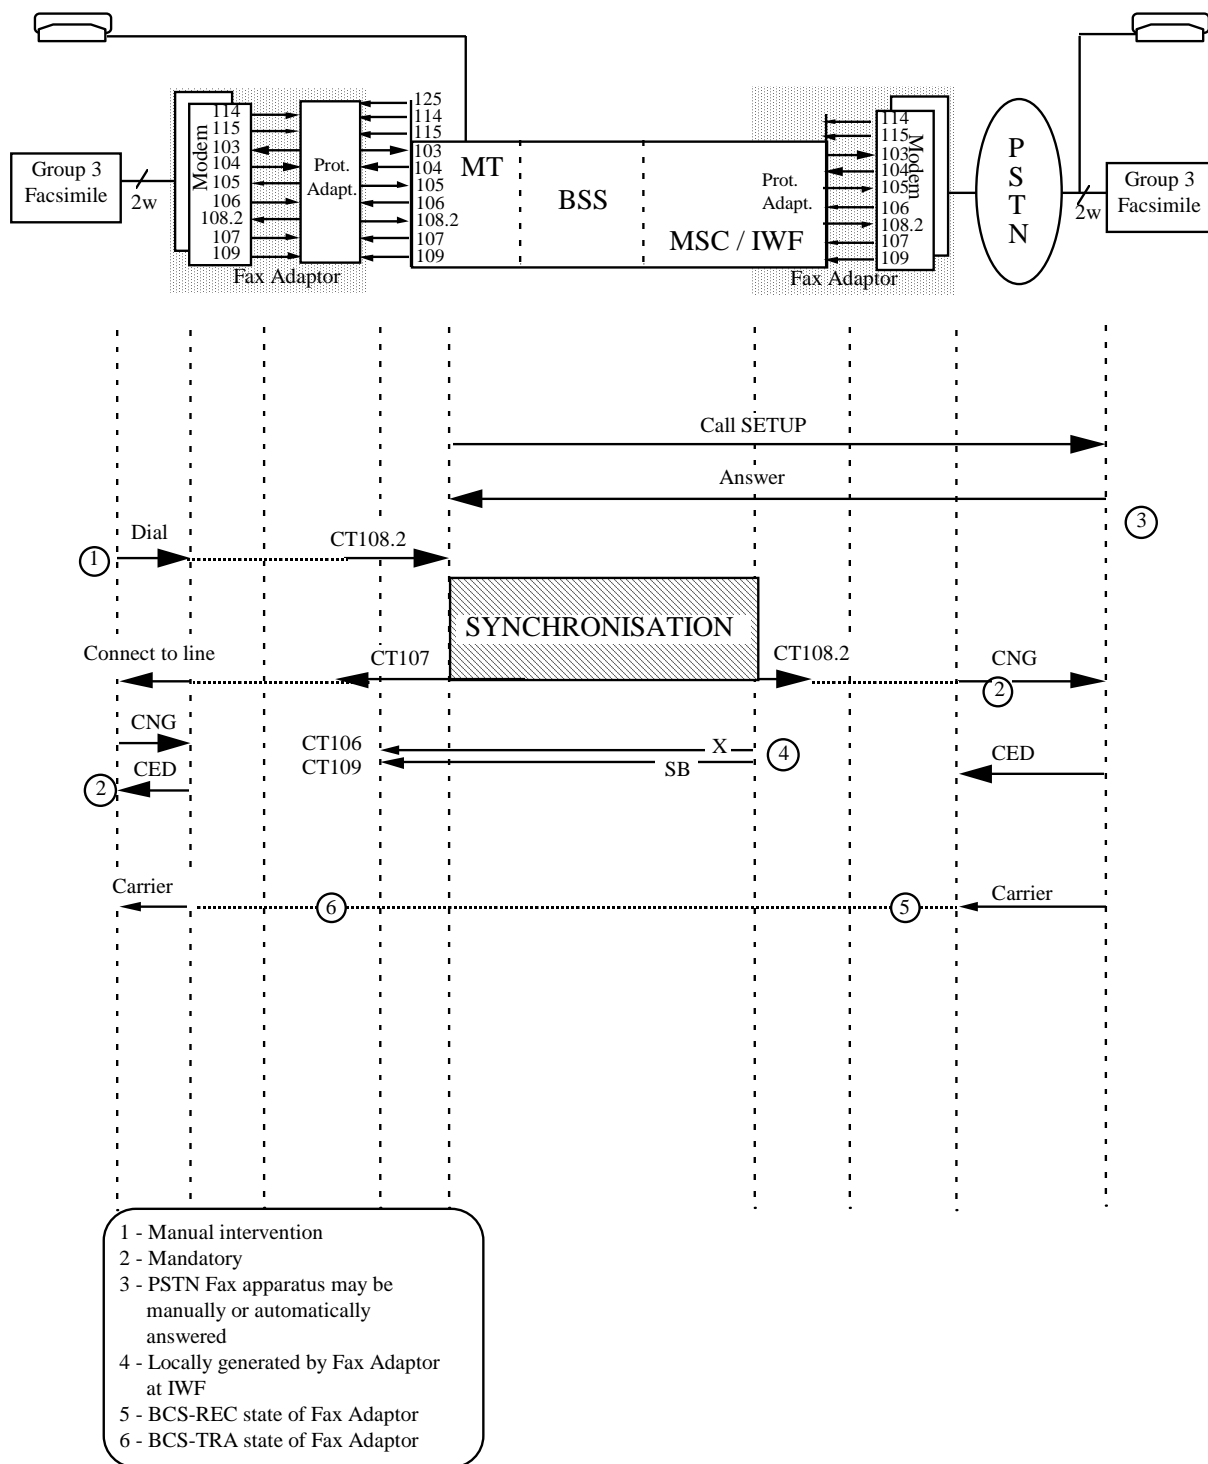 125
114
115
103
104
105
106
108.2
107
109
Modem
Prot.
Adapt.
114
115
103
104
105
106
108.2
107
109
MT
BSS
MSC / IWF
Prot.
Adapt.
114
115
103
104
105
106
108.2
107
109
Modem
P
S
T
N
Group 3
Facsimile
2w
Group 3
Facsimile
2w
Fax Adaptor
Fax Adaptor
Call SETUP
Answer
3
Dial
CT108.2
1
SYNCHRONISATION
Connect to line
CT107
CT108.2
CNG
2
CNG
CT106
X
4
CT109
SB
CED
CED
2
Carrier
6
5
Carrier
1 - Manual intervention
2 - Mandatory
3 - PSTN Fax apparatus may be
manually or automatically
answered
4 - Locally generated by Fax Adaptor
at IWF
5 - BCS-REC state of Fax Adaptor
6 - BCS-TRA state of Fax Adaptor